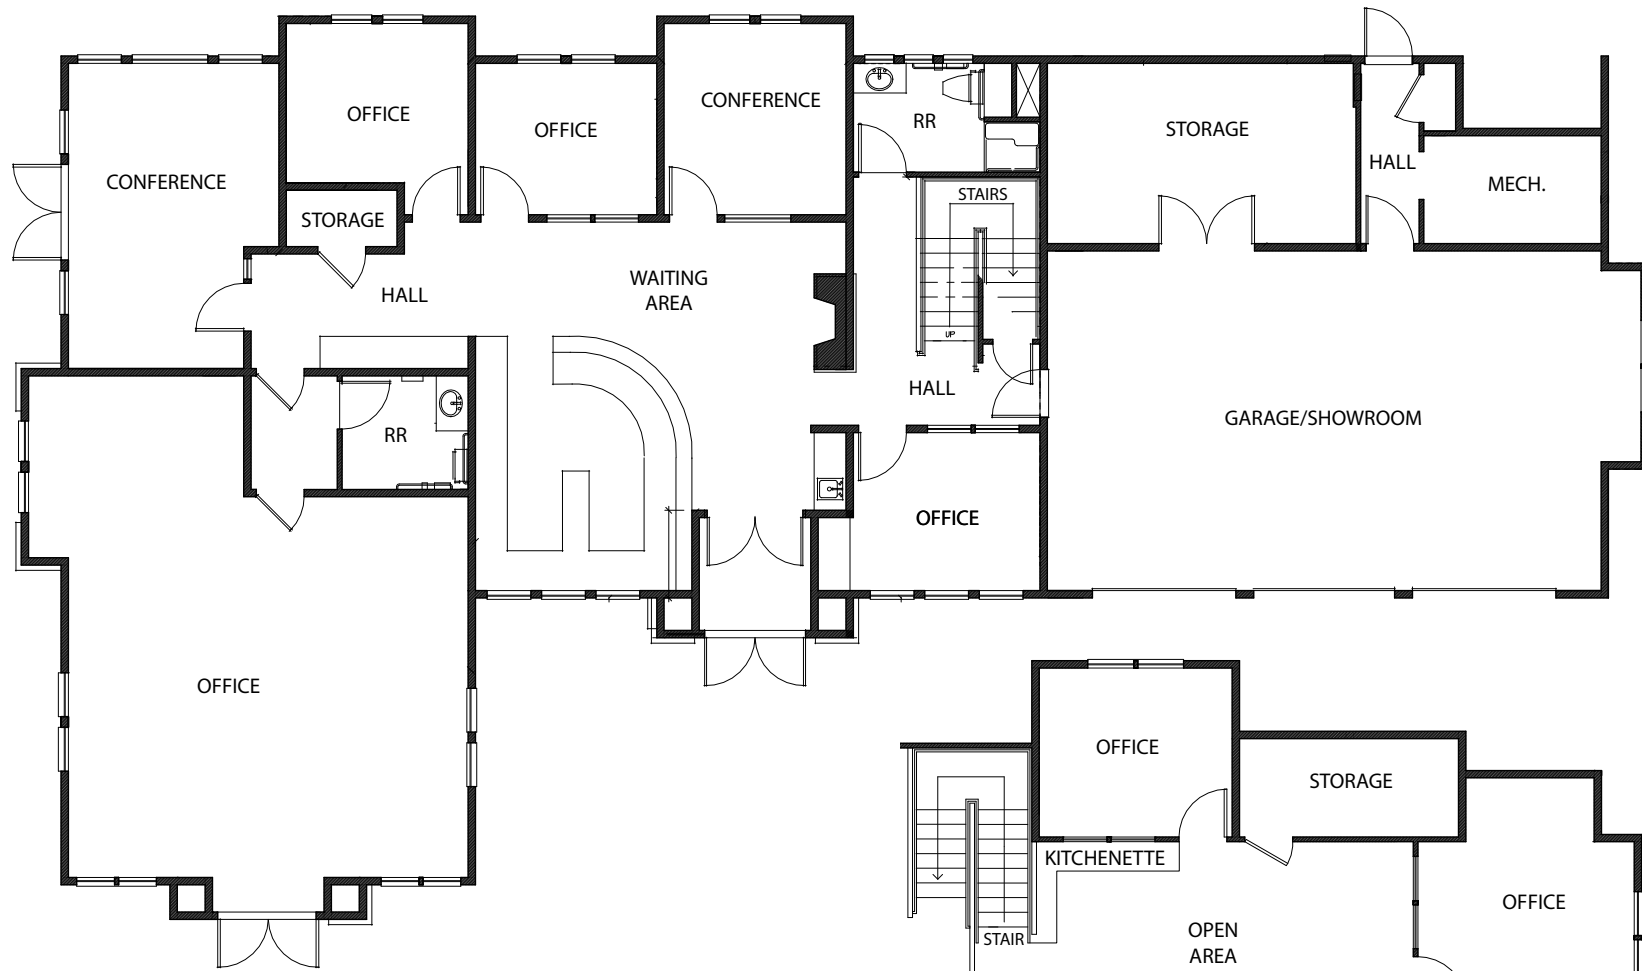 OFFICE
OFFICE
CONFERENCE
RR
STORAGE
HALL
MECH.
CONFERENCE
STORAGE
STAIRS
HALL
WAITING
AREA
UP
HALL
GARAGE/SHOWROOM
RR
OFFICE
OFFICE
OFFICE
STORAGE
KITCHENETTE
OFFICE
STAIR
OPEN
AREA